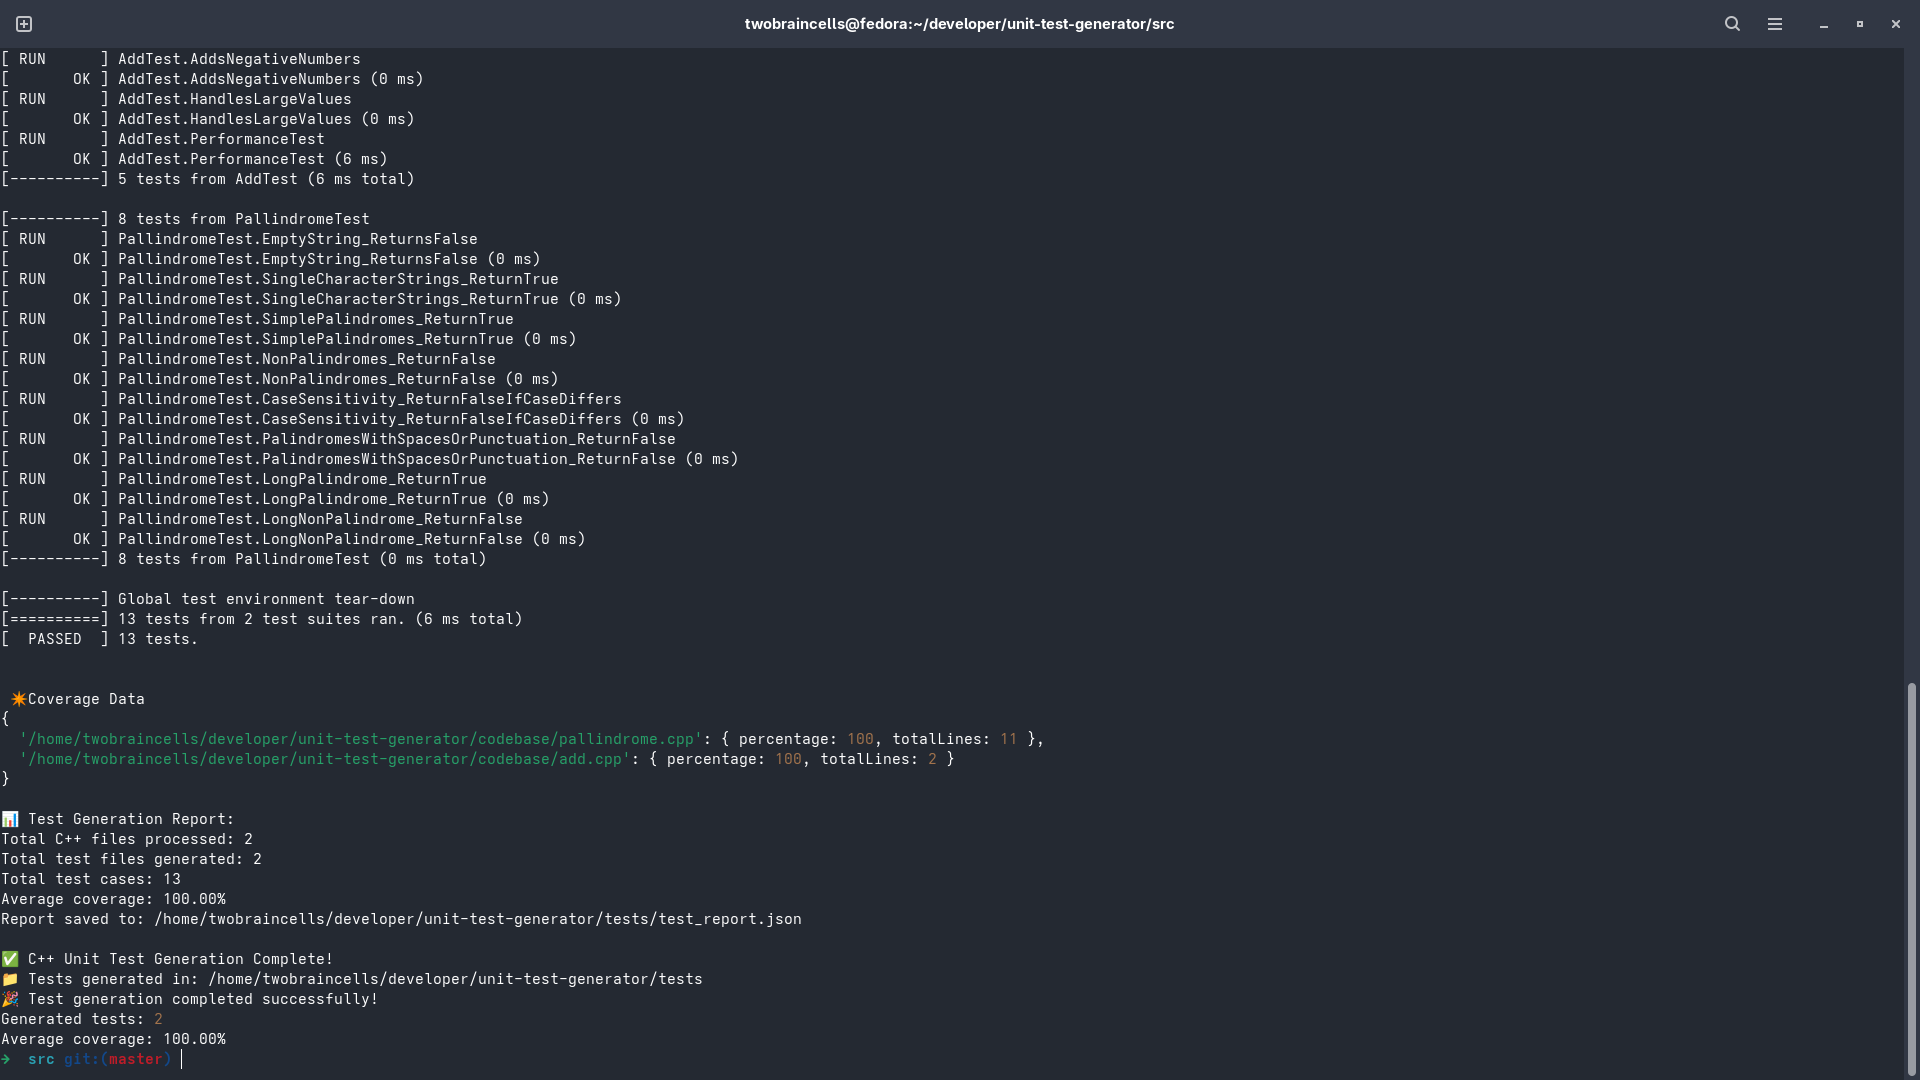 twobraincells@fedora:~/developer/unit-test-generator/src
[ RUN      ] AddTest.AddsNegativeNumbers
[       OK ] AddTest.AddsNegativeNumbers (0 ms)
[ RUN      ] AddTest.HandlesLargeValues
[       OK ] AddTest.HandlesLargeValues (0 ms)
[ RUN      ] AddTest.PerformanceTest
[       OK ] AddTest.PerformanceTest (6 ms)
[----------] 5 tests from AddTest (6 ms total)
[----------] 8 tests from PallindromeTest
[ RUN      ] PallindromeTest.EmptyString_ReturnsFalse
[       OK ] PallindromeTest.EmptyString_ReturnsFalse (0 ms)
[ RUN      ] PallindromeTest.SingleCharacterStrings_ReturnTrue
[       OK ] PallindromeTest.SingleCharacterStrings_ReturnTrue (0 ms)
[ RUN      ] PallindromeTest.SimplePalindromes_ReturnTrue
[       OK ] PallindromeTest.SimplePalindromes_ReturnTrue (0 ms)
[ RUN      ] PallindromeTest.NonPalindromes_ReturnFalse
[       OK ] PallindromeTest.NonPalindromes_ReturnFalse (0 ms)
[ RUN      ] PallindromeTest.CaseSensitivity_ReturnFalseIfCaseDiffers
[       OK ] PallindromeTest.CaseSensitivity_ReturnFalseIfCaseDiffers (0 ms)
[ RUN      ] PallindromeTest.PalindromesWithSpacesOrPunctuation_ReturnFalse
[       OK ] PallindromeTest.PalindromesWithSpacesOrPunctuation_ReturnFalse (0 ms)
[ RUN      ] PallindromeTest.LongPalindrome_ReturnTrue
[       OK ] PallindromeTest.LongPalindrome_ReturnTrue (0 ms)
[ RUN      ] PallindromeTest.LongNonPalindrome_ReturnFalse
[       OK ] PallindromeTest.LongNonPalindrome_ReturnFalse (0 ms)
[----------] 8 tests from PallindromeTest (0 ms total)
[----------] Global test environment tear-down
[==========] 13 tests from 2 test suites ran. (6 ms total)
[  PASSED  ] 13 tests.
✴️Coverage Data
{
  '/home/twobraincells/developer/unit-test-generator/codebase/pallindrome.cpp': { percentage: 100, totalLines: 11 },
  '/home/twobraincells/developer/unit-test-generator/codebase/add.cpp': { percentage: 100, totalLines: 2 }
}
📊 Test Generation Report:
Total C++ files processed: 2
Total test files generated: 2
Total test cases: 13
Average coverage: 100.00%
Report saved to: /home/twobraincells/developer/unit-test-generator/tests/test_report.json
✅ C++ Unit Test Generation Complete!
📁 Tests generated in: /home/twobraincells/developer/unit-test-generator/tests
🎉 Test generation completed successfully!
Generated tests: 2
Average coverage: 100.00%
→  src git:(master)